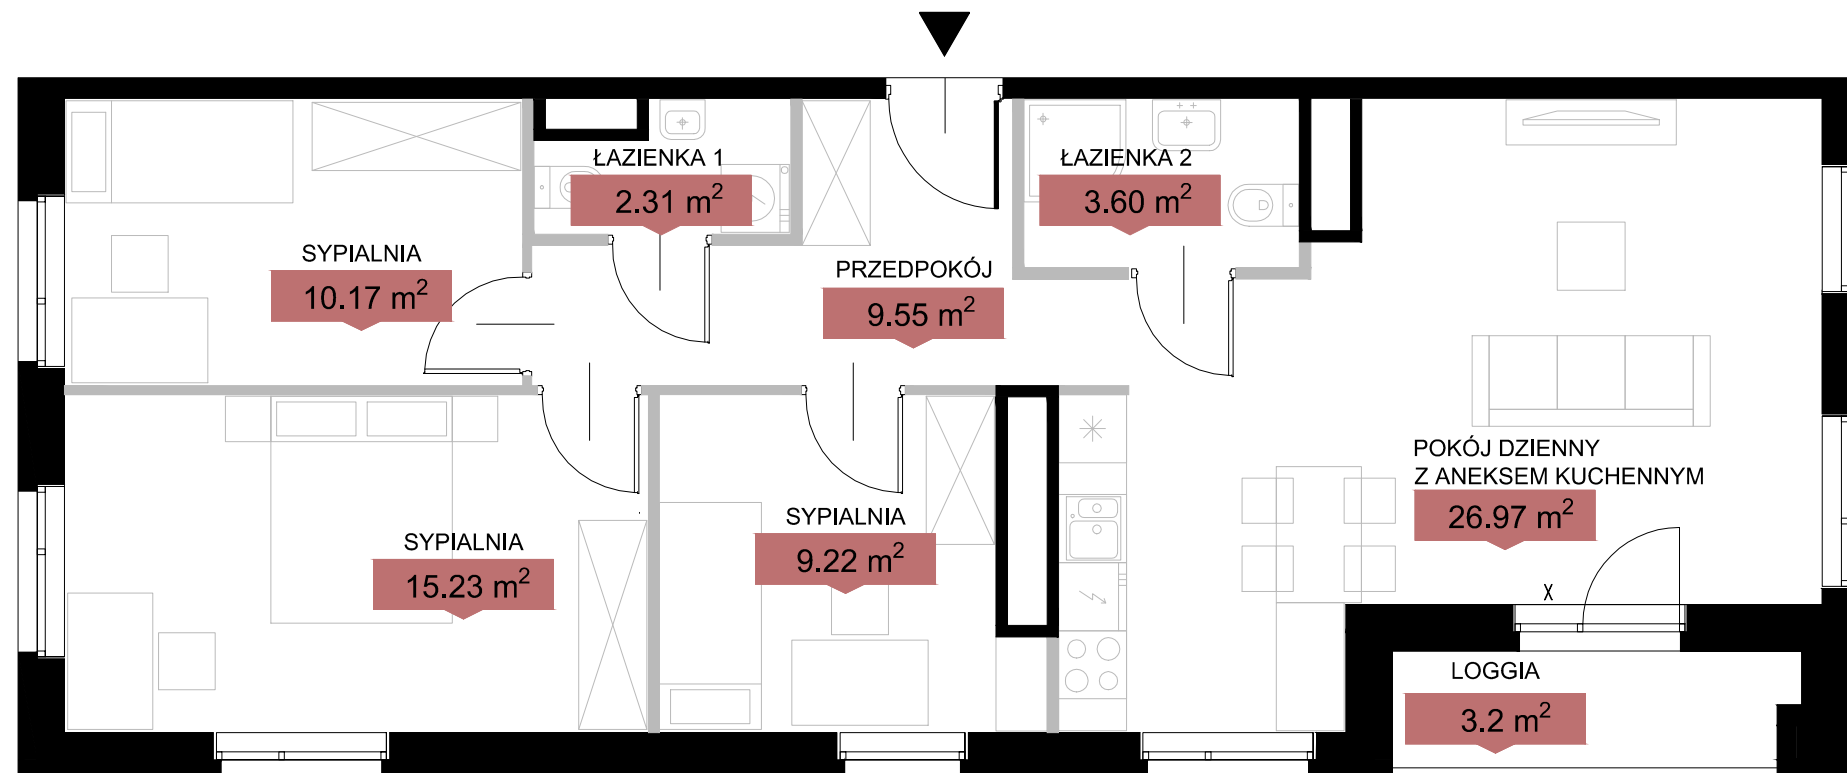 ŁAZIENKA 1
2.31 m²
ŁAZIENKA 2
3.60 m²
SYPIALNIA
10.17 m²
PRZEDPOKÓJ
9.55 m²
POKÓJ DZIENNY
Z ANEKSEM KUCHENNYM
26.97 m²
SYPIALNIA
9.22 m²
SYPIALNIA
15.23 m²
X
LOGGIA
3.2 m²